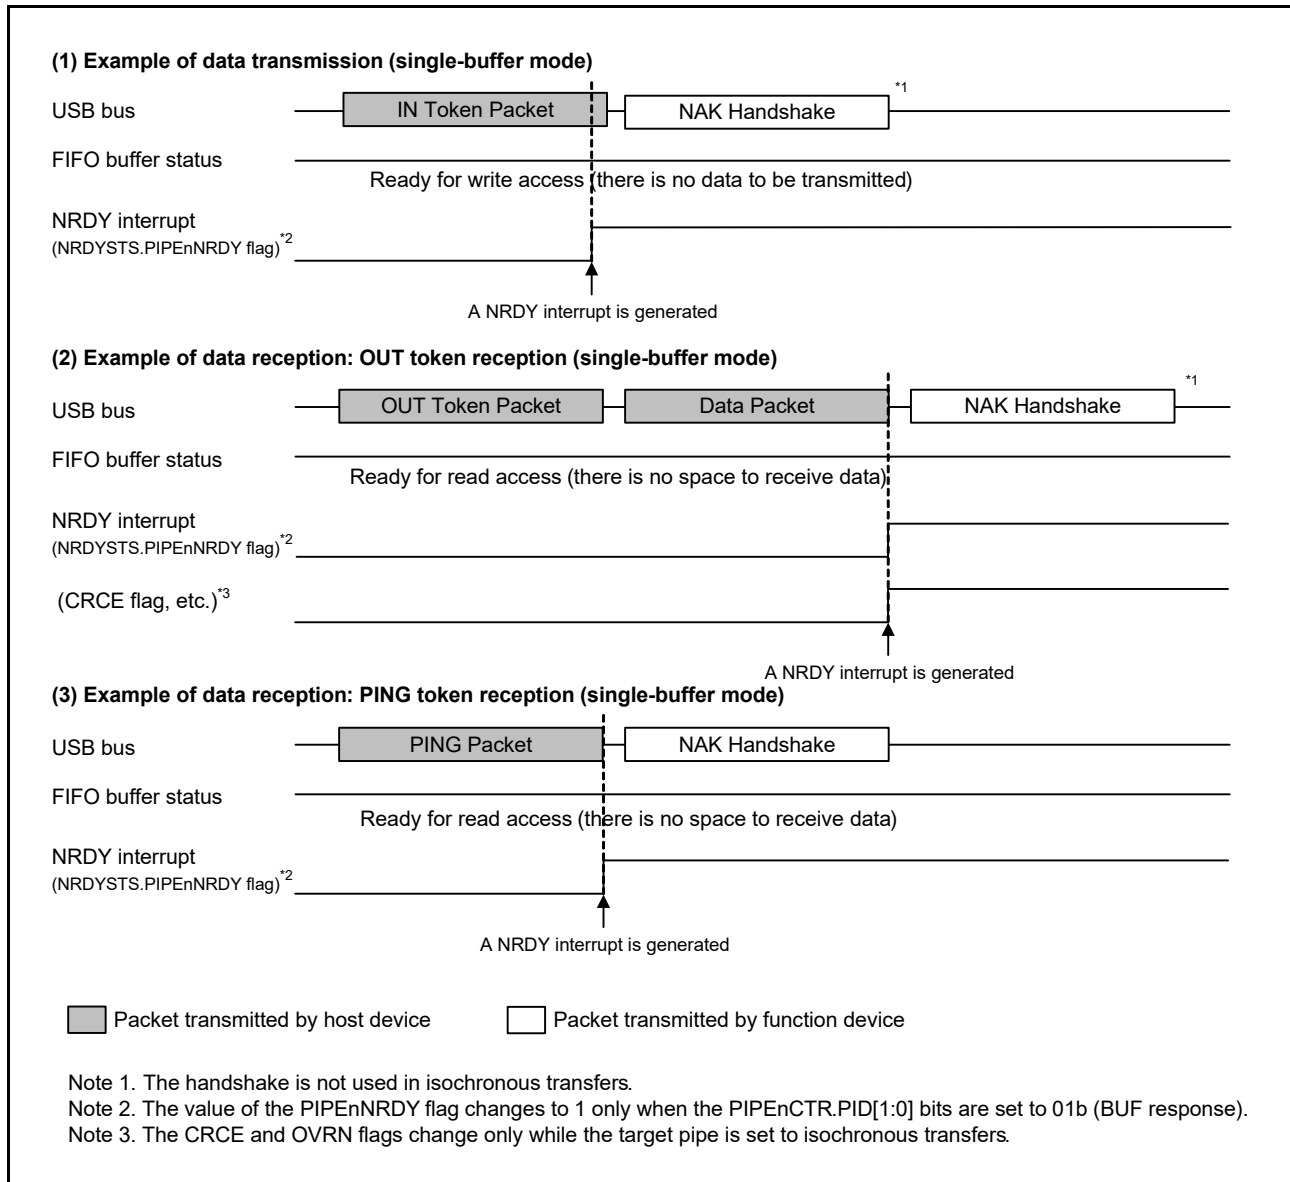 (1) Example of data transmission (single-buffer mode)
USB bus
IN Token Packet
NAK Handshake
*1
FIFO buffer status
Ready for write access (there is no data to be transmitted)
NRDY interrupt
(NRDYSTS.PIPEnNRDY flag)*2
A NRDY interrupt is generated
(2) Example of data reception: OUT token reception (single-buffer mode)
USB bus
OUT Token Packet
Data Packet
NAK Handshake
*1
FIFO buffer status
Ready for read access (there is no space to receive data)
NRDY interrupt
(NRDYSTS.PIPEnNRDY flag)*2
(CRCE flag, etc.)*3
A NRDY interrupt is generated
(3) Example of data reception: PING token reception (single-buffer mode)
USB bus
PING Packet
NAK Handshake
FIFO buffer status
Ready for read access (there is no space to receive data)
NRDY interrupt
(NRDYSTS.PIPEnNRDY flag)*2
A NRDY interrupt is generated
Packet transmitted by host device
Packet transmitted by function device
Note 1. The handshake is not used in isochronous transfers.
Note 2. The value of the PIPEnNRDY flag changes to 1 only when the PIPEnCTR.PID[1:0] bits are set to 01b (BUF response).
Note 3. The CRCE and OVRN flags change only while the target pipe is set to isochronous transfers.